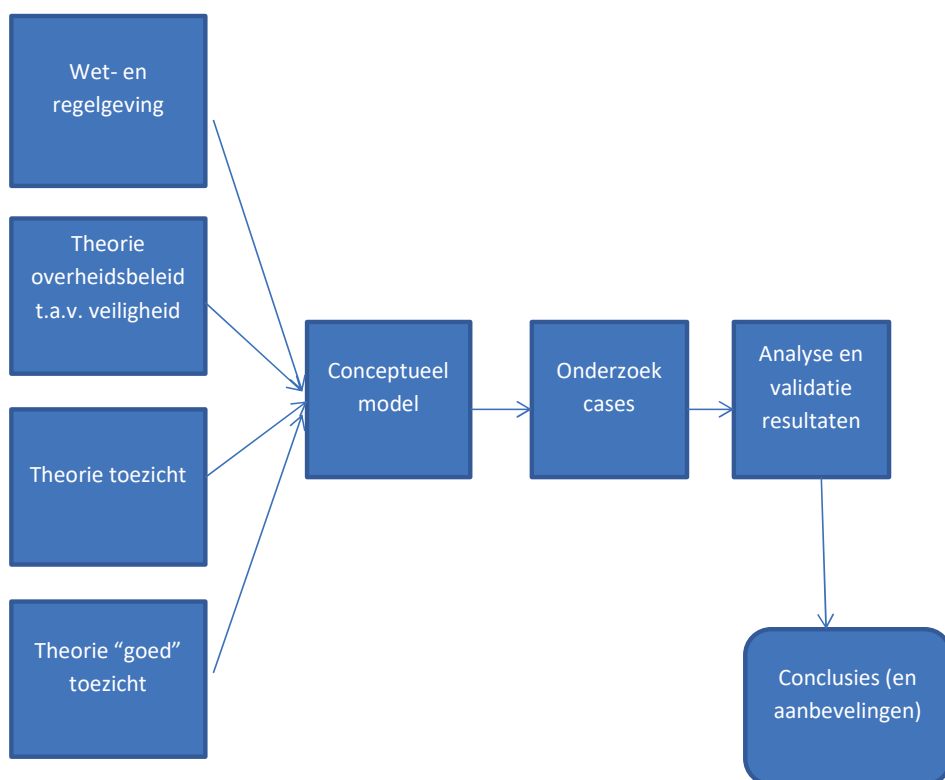 Wet- en
regelgeving
Theorie
overheidsbeleid
t.a.v. veiligheid
Theorie toezicht
Theorie “goed”
toezicht
Conceptueel
model
Onderzoek
cases
Analyse en
validatie
resultaten
Conclusies (en
aanbevelingen)